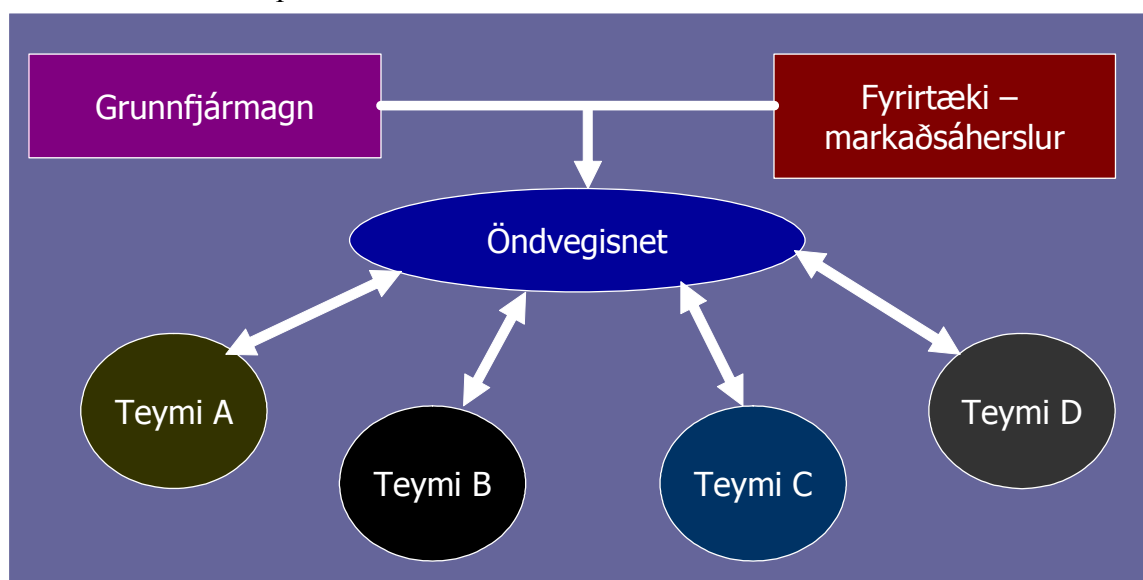 Grunnfjármagn
Fyrirtæki –
markaðsáherslur
Öndvegisnet
Teymi A
Teymi B
Teymi C
Teymi D